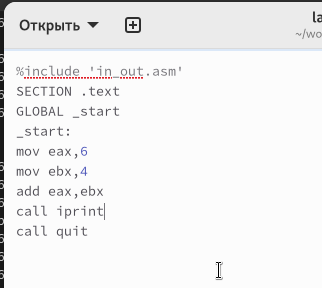 Открыть
la
~/wo
%include 'in_out.asm'
SECTION .text
GLOBAL _start
_start:
mov eax,6
mov ebx,4
add eax,ebx
call iprint
call quit